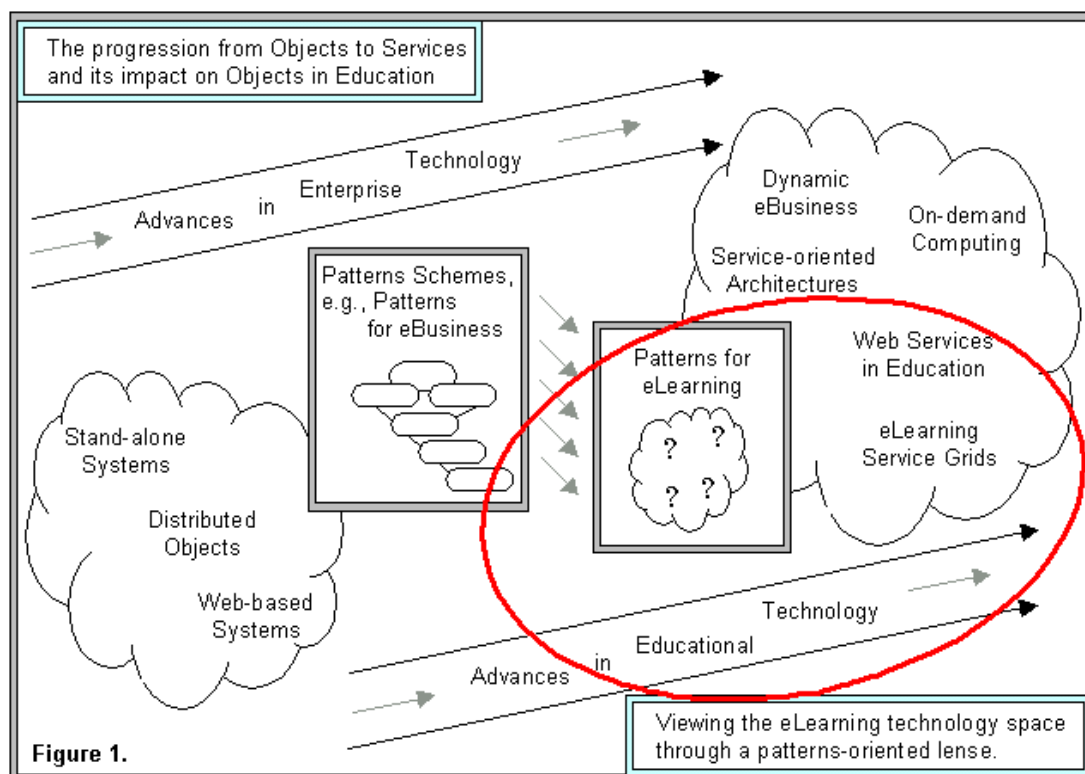 The progression from Objects to Services
and its impact on Objects in Education
Advances in Enterprise Technology
Dynamic
eBusiness
On-demand
Computing
Service-oriented
Architectures
Patterns Schemes,
e.g., Patterns
for eBusiness
Patterns for
eLearning
? ?
? ?
Web Services
in Education
eLearning
Service Grids
Stand-alone
Systems
Distributed
Objects
Web-based
Systems
Advances in Educational Technology
Viewing the eLearning technology space
through a patterns-oriented lense.
Figure 1.